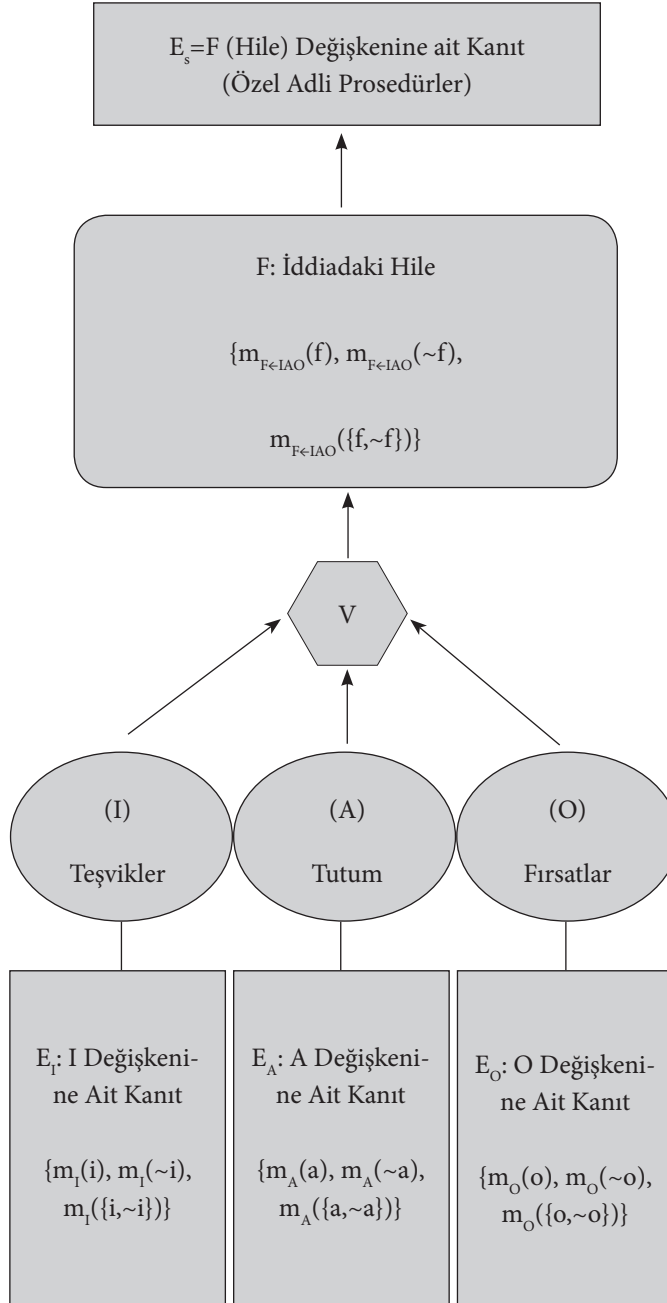 E_s=F (Hile) Değişkenine ait Kanıt
(Özel Adli Prosedürler)
F: İddiadaki Hile
{m_F←IAO(f), m_F←IAO(~f),
m_F←IAO({f,~f})}
V
(I)
Teşvikler
(A)
Tutum
(O)
Fırsatlar
E_I: I Değişkeni-
ne Ait Kanıt
{m_I(i), m_I(~i),
m_I({i,~i})}
E_A: A Değişkeni-
ne Ait Kanıt
{m_A(a), m_A(~a),
m_A({a,~a})}
E_O: O Değişkeni-
ne Ait Kanıt
{m_O(o), m_O(~o),
m_O({o,~o})}